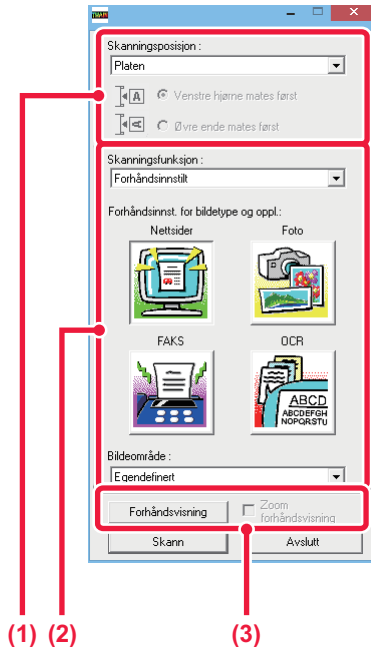 TWAIN
Skanningsposisjon :
Platen
A Venstre hjørne mates først
A Øvre ende mates først
Skanningsfunksjon :
Forhåndsinnstilt
Forhåndsinnst. for bildetype og oppl.:
Nettsider Foto
FAKS OCR
ABCD
ABCDEFGH
NOPQRSTU
Bildeområde :
Egendefinert
Forhåndsvisning Zoom
forhåndsvisning
Skann Avslutt
(1) (2) (3)